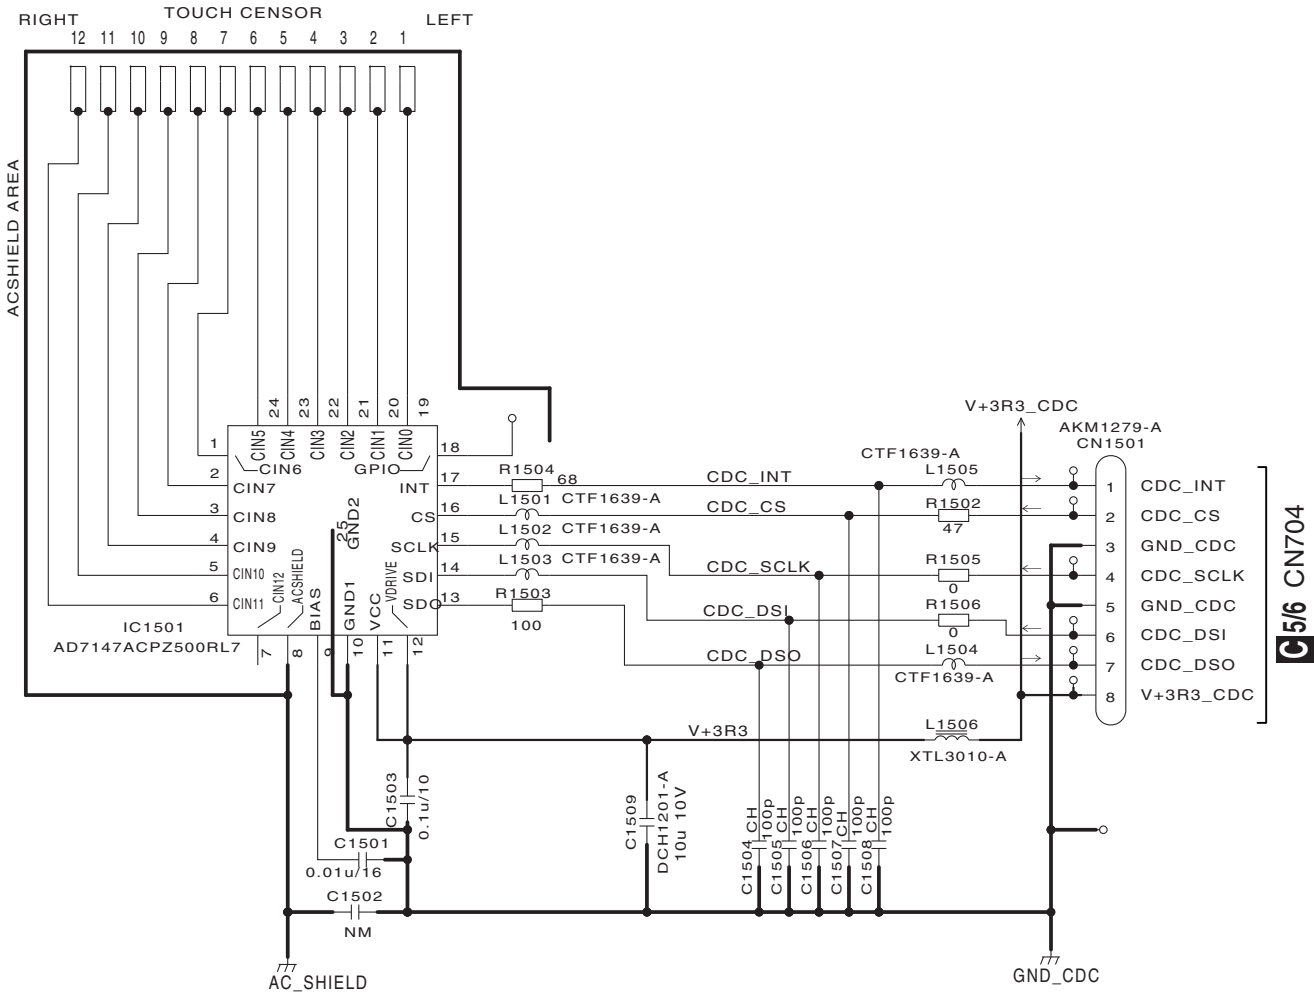 TOUCH CENSOR
RIGHT
LEFT
12 11 10 9 8 7 6 5 4 3 2 1
ACSHIELD AREA
24 23 22 21 20 19
CIN5 CIN4 CIN3 CIN2 CIN1 CIN0
1 CIN6
2 CIN7
3 CIN8
4 CIN9
5 CIN10
6 CIN11
7 CIN12
8 ACSHIELD
9 BIAS
10 GND1
11 VCC
12 VDRIVE
25 GND2
GPIO 18
INT 17
CS 16
SCLK 15
SDI 14
SDO 13
IC1501
AD7147ACPZ500RL7
R1504 68
L1501 CTF1639-A
L1502 CTF1639-A
L1503 CTF1639-A
R1503
100
CDC_INT
CDC_CS
CDC_SCLK
CDC_DSI
CDC_DSO
V+3R3_CDC
CTF1639-A
L1505
R1502
47
R1505
0
R1506
0
L1504
CTF1639-A
V+3R3
L1506
XTL3010-A
AKM1279-A
CN1501
1 CDC_INT
2 CDC_CS
3 GND_CDC
4 CDC_SCLK
5 GND_CDC
6 CDC_DSI
7 CDC_DSO
8 V+3R3_CDC
C 5/6 CN704
C1503
0.1u/10
C1501
0.01u/16
C1502
NM
C1509
DCH1201-A
10u 10V
C1504 CH
100p
C1505 CH
100p
C1506 CH
100p
C1507 CH
100p
C1508 CH
100p
AC_SHIELD
GND_CDC